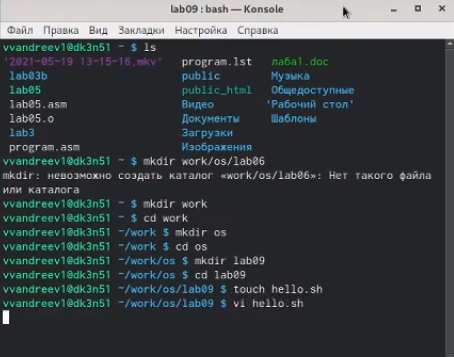 lab09 : bash — Konsole
Файл Правка Вид Закладки Настройка Справка
vvandreev1@dk3n51 ~ $ ls
'2021-05-19 13-15-16.mkv' program.lst лаба1.doc
lab03b public Музыка
lab05 public_html Общедоступные
lab05.asm Видео 'Рабочий стол'
lab05.o Документы Шаблоны
lab3 Загрузки
program.asm Изображения
vvandreev1@dk3n51 ~ $ mkdir work/os/lab06
mkdir: невозможно создать каталог «work/os/lab06»: Нет такого файла
или каталога
vvandreev1@dk3n51 ~ $ mkdir work
vvandreev1@dk3n51 ~ $ cd work
vvandreev1@dk3n51 ~/work $ mkdir os
vvandreev1@dk3n51 ~/work $ cd os
vvandreev1@dk3n51 ~/work/os $ mkdir lab09
vvandreev1@dk3n51 ~/work/os $ cd lab09
vvandreev1@dk3n51 ~/work/os/lab09 $ touch hello.sh
vvandreev1@dk3n51 ~/work/os/lab09 $ vi hello.sh